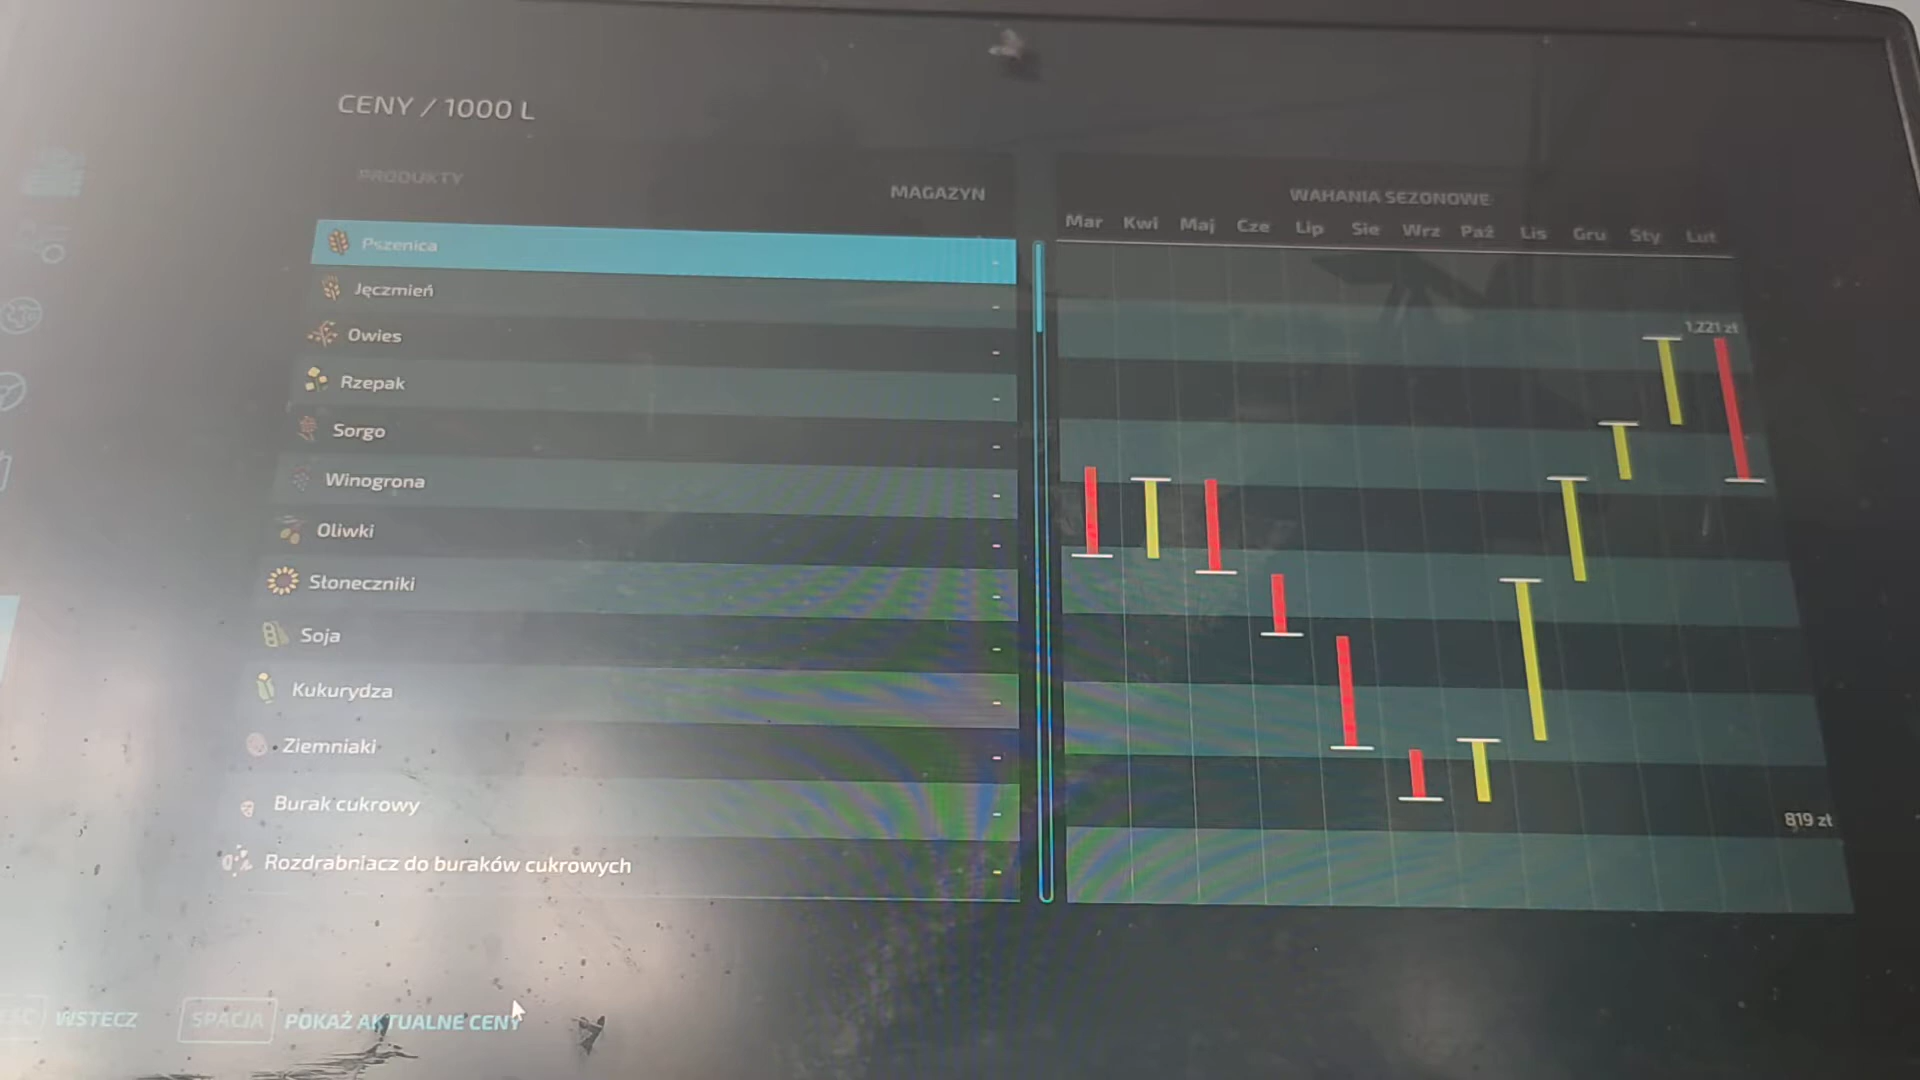 CENY / 1000 L
PRODUKTY
MAGAZYN
Pszenica
-
Jęczmień
-
Owies
-
Rzepak
-
Sorgo
-
Winogrona
-
Oliwki
-
Słoneczniki
-
Soja
-
Kukurydza
-
Ziemniaki
-
Burak cukrowy
-
Rozdrabniacz do buraków cukrowych
-
WAHANIA SEZONOWE
Mar Kwi Maj Cze Lip Sie Wrz Paź Lis Gru Sty Lut
1,221 zł
819 zł
ESC WSTECZ
SPACJA POKAŻ AKTUALNE CENY